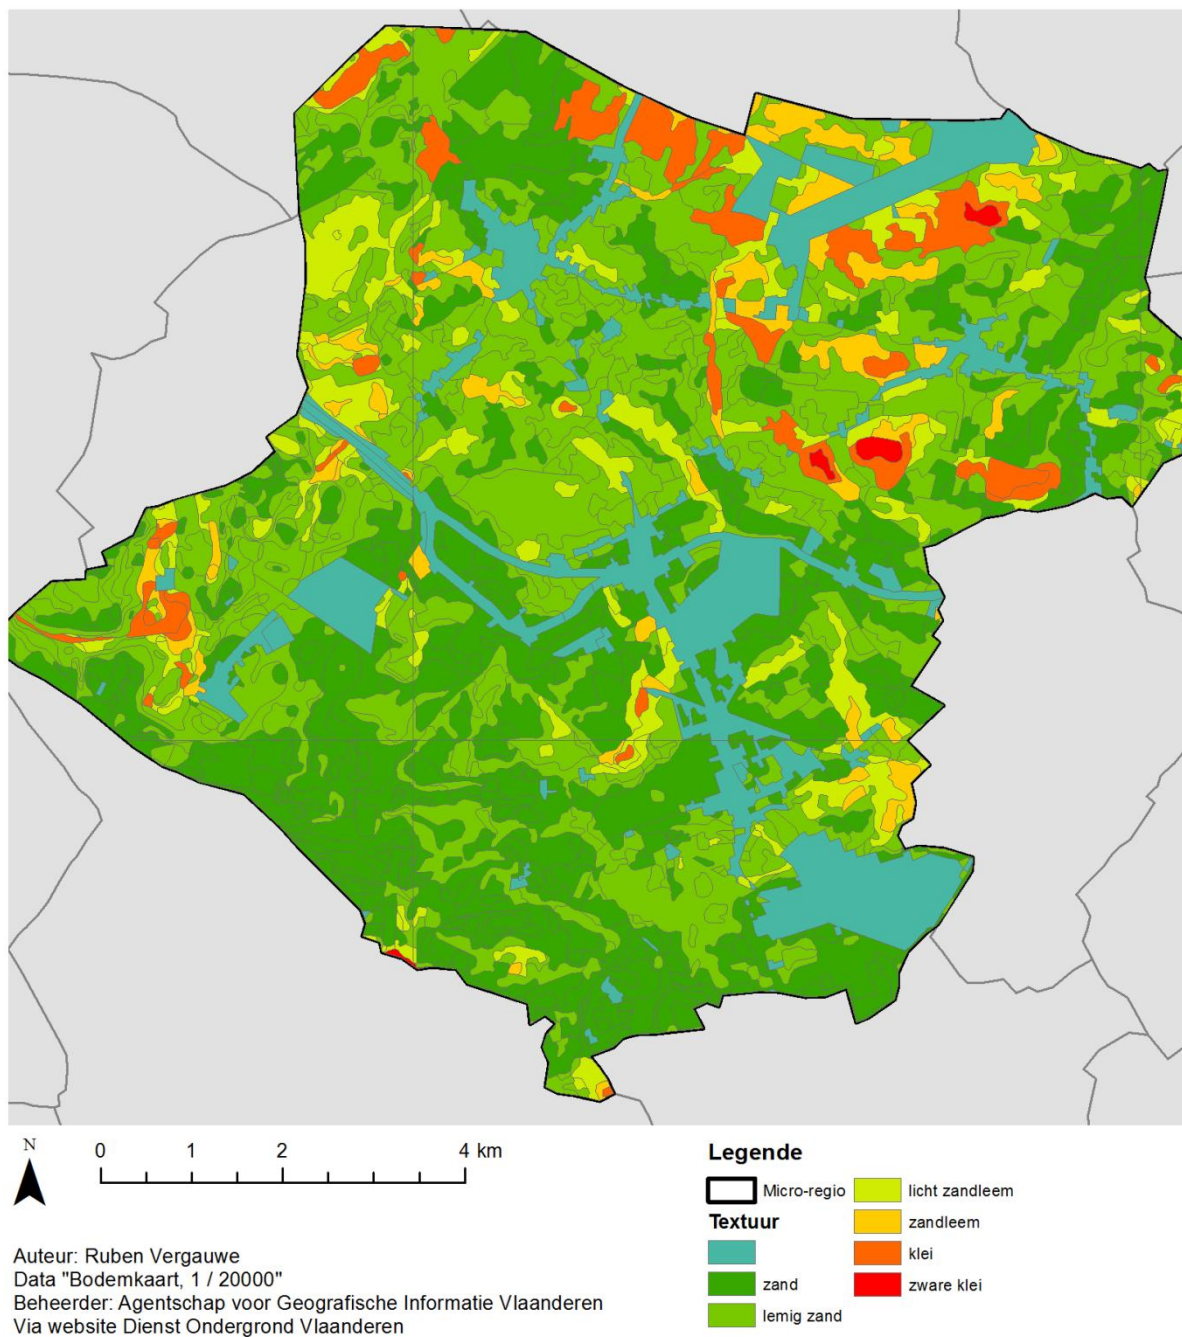 N
0 1 2 4 km
Legende
Micro-regio
licht zandleem
Textuur
zandleem
klei
zand
zware klei
lemig zand
Auteur: Ruben Vergauwe
Data "Bodemkaart, 1 / 20000"
Beheerder: Agentschap voor Geografische Informatie Vlaanderen
Via website Dienst Ondergrond Vlaanderen